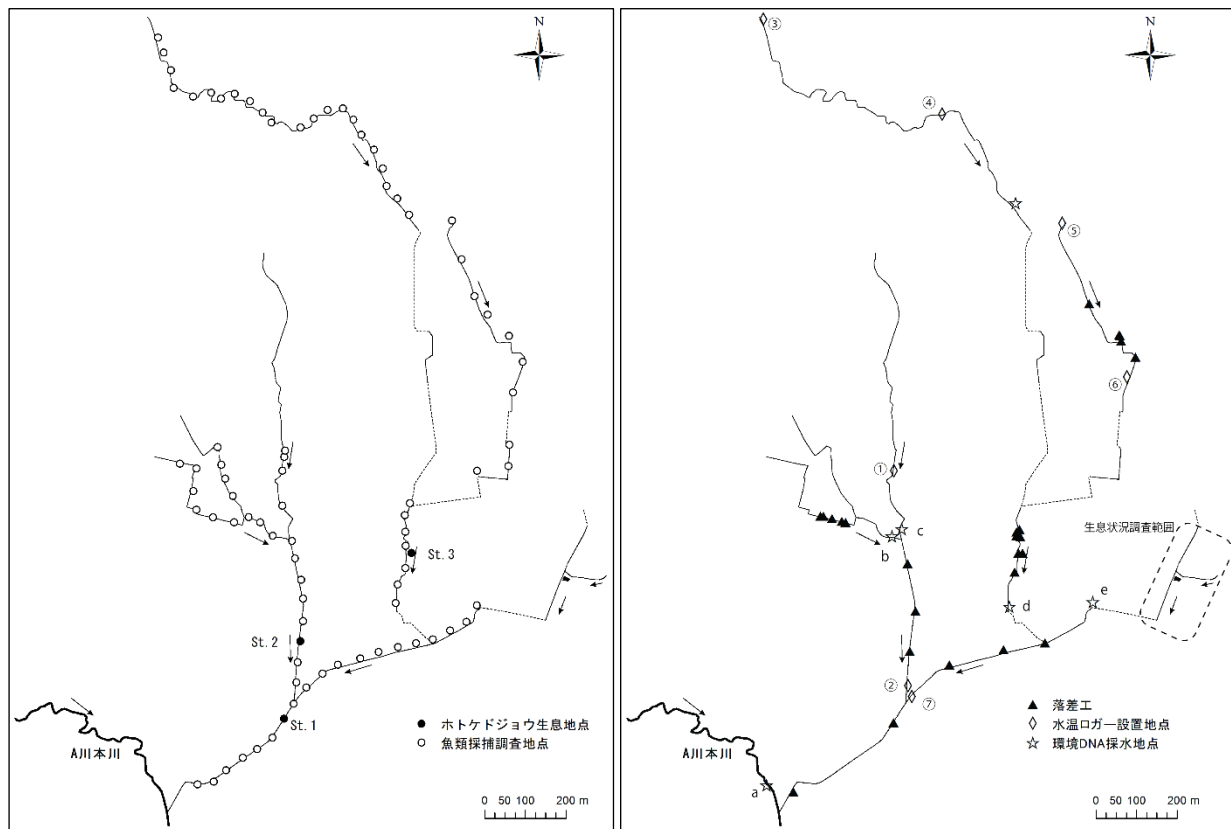 N
St. 3
St. 2
St. 1
A川本川
ホトケドジョウ生息地点
魚類採捕調査地点
0 50 100 200 m
N
③
④
⑤
⑥
①
c
b
生息状況調査範囲
d
e
②
⑦
A川本川
a
落差工
水温ロガー設置地点
環境DNA採水地点
0 50 100 200 m